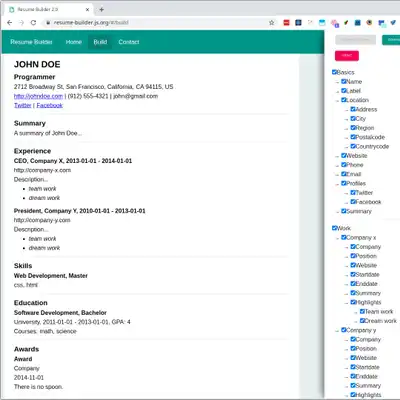 Resume Builder 2.0
resume-builder.js.org/#/build
Resume Builder Home Build Contact
JOHN DOE
Programmer
2712 Broadway St, San Francisco, California, CA 94115, US
http://johndoe.com | (912) 555-4321 | john@gmail.com
Twitter | Facebook
Summary
A summary of John Doe...
Experience
CEO, Company X, 2013-01-01 - 2014-01-01
http://company-x.com
Description...
team work
dream work
President, Company Y, 2010-01-01 - 2013-01-01
http://company-y.com
Description...
team work
dream work
Skills
Web Development, Master
css, html
Education
Software Development, Bachelor
University, 2011-01-01 - 2013-01-01, GPA: 4
Courses: math, science
Awards
Award
Company
2014-11-01
There is no spoon.
Basics
Name
Label
Location
Address
City
Region
Postalcode
Countrycode
Website
Phone
Email
Profiles
Twitter
Facebook
Summary
Work
Company x
Company
Position
Website
Startdate
Enddate
Summary
Highlights
Team work
Dream work
Company y
Company
Position
Website
Startdate
Enddate
Summary
Highlights